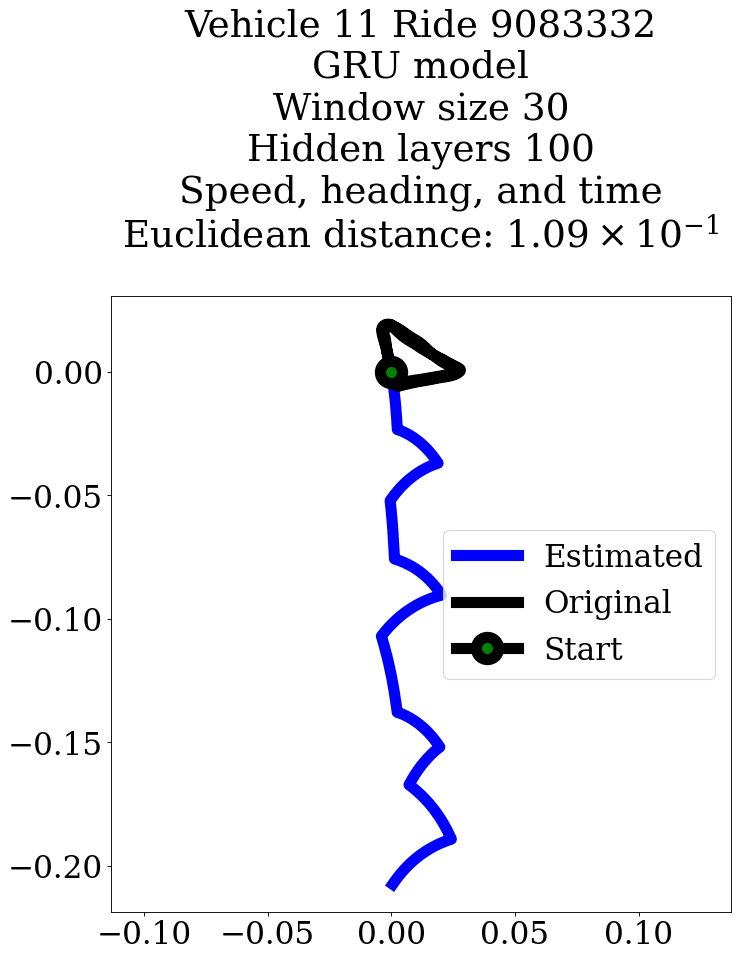 Vehicle 11 Ride 9083332
GRU model
Window size 30
Hidden layers 100
Speed, heading, and time
Euclidean distance: 1.09 × 10⁻¹
0.00
−0.05
−0.10
−0.15
−0.20
Estimated
Original
Start
−0.10 −0.05 0.00 0.05 0.10